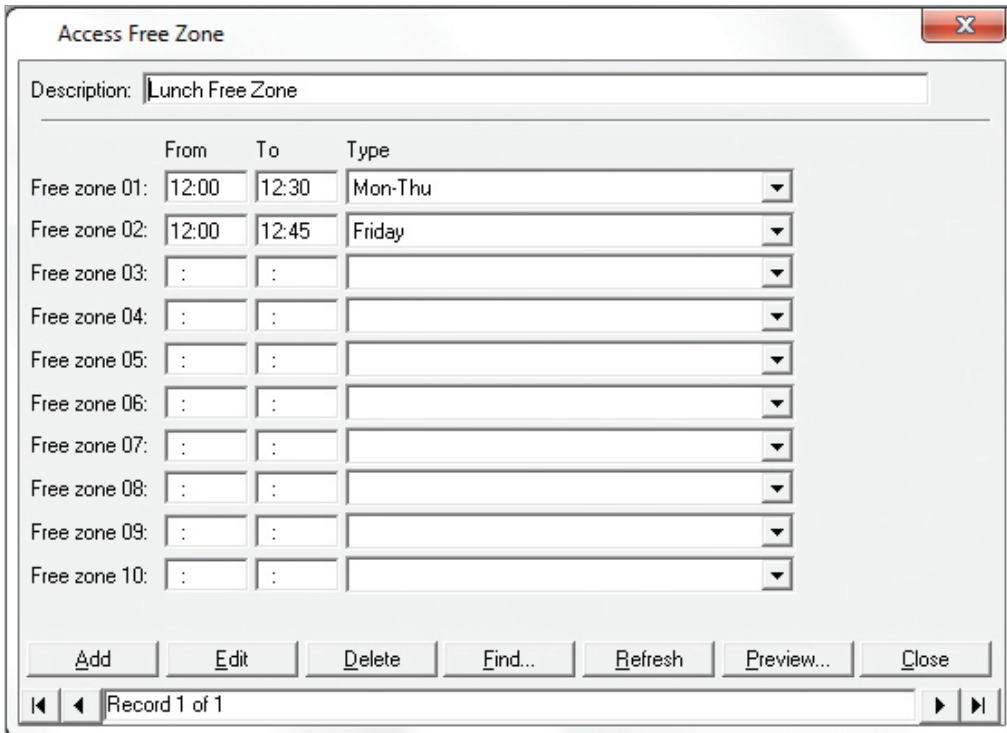 Access Free Zone
Description: Lunch Free Zone
From To Type
Free zone 01: 12:00 12:30 Mon-Thu
Free zone 02: 12:00 12:45 Friday
Free zone 03: : :
Free zone 04: : :
Free zone 05: : :
Free zone 06: : :
Free zone 07: : :
Free zone 08: : :
Free zone 09: : :
Free zone 10: : :
Add Edit Delete Find... Refresh Preview... Close
Record 1 of 1